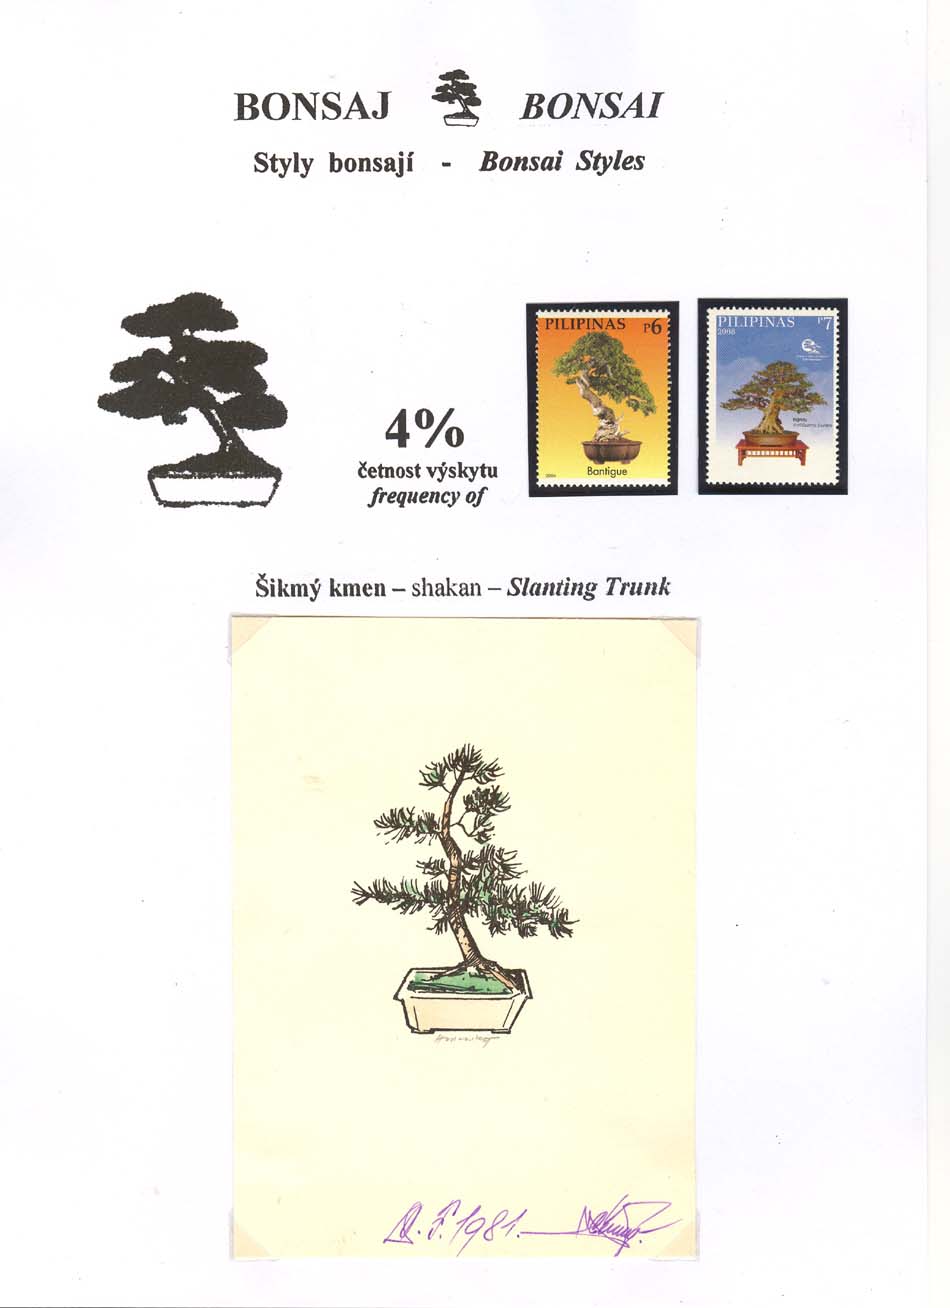 BONSAJ BONSAI
Styly bonsají - Bonsai Styles
PILIPINAS P6
Bantigue
PILIPINAS P7
4%
četnost výskytu
frequency of
Šikmý kmen – shakan – Slanting Trunk
1981.